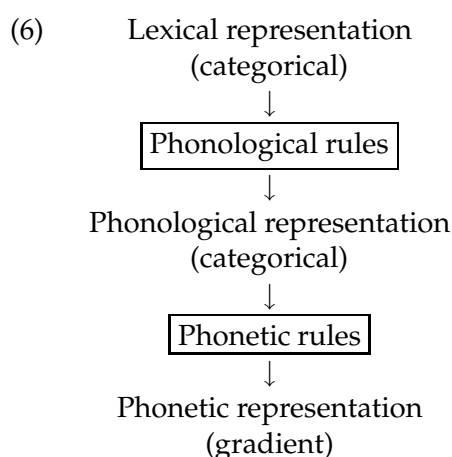 (6) Lexical representation
(categorical)
↓
Phonological rules
↓
Phonological representation
(categorical)
↓
Phonetic rules
↓
Phonetic representation
(gradient)